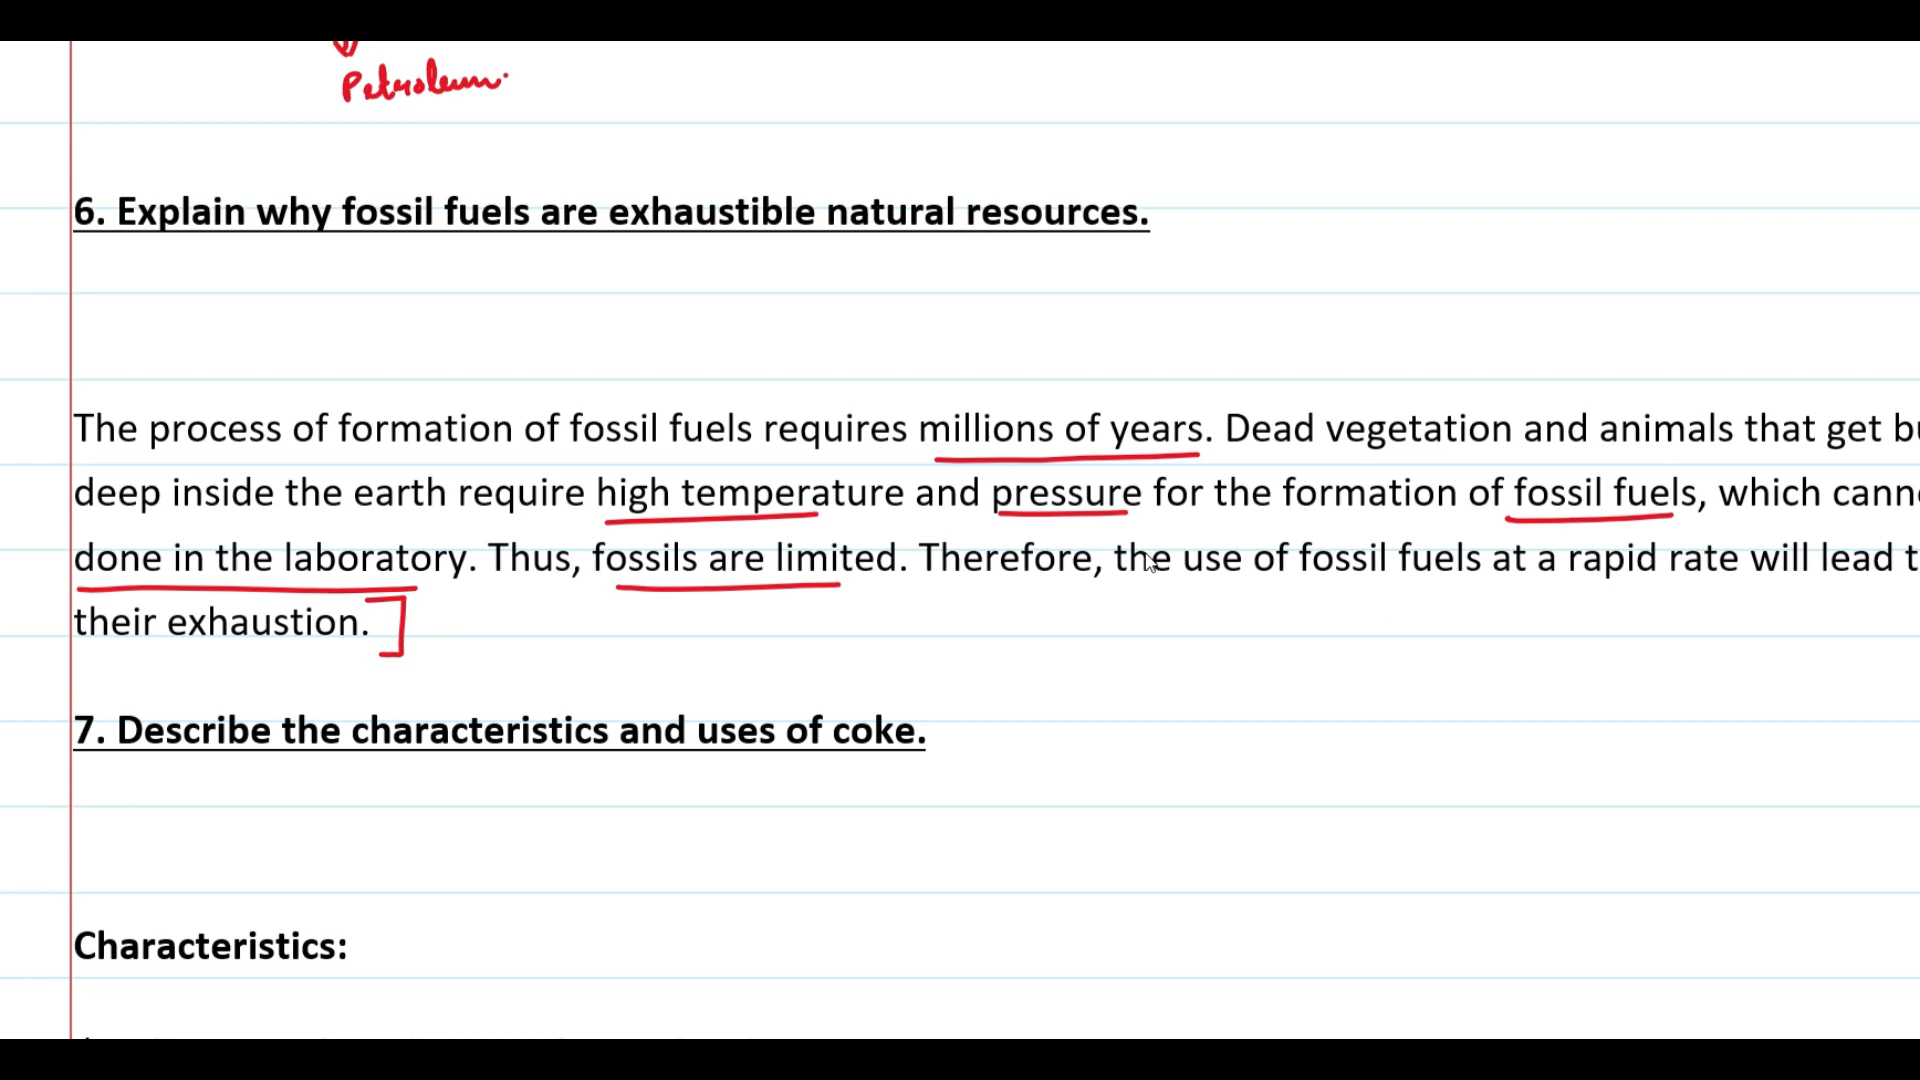 Petroleum.
6. Explain why fossil fuels are exhaustible natural resources.
The process of formation of fossil fuels requires millions of years. Dead vegetation and animals that get
deep inside the earth require high temperature and pressure for the formation of fossil fuels, which
done in the laboratory. Thus, fossils are limited. Therefore, the use of fossil fuels at a rapid rate will lead
their exhaustion.
7. Describe the characteristics and uses of coke.
Characteristics: